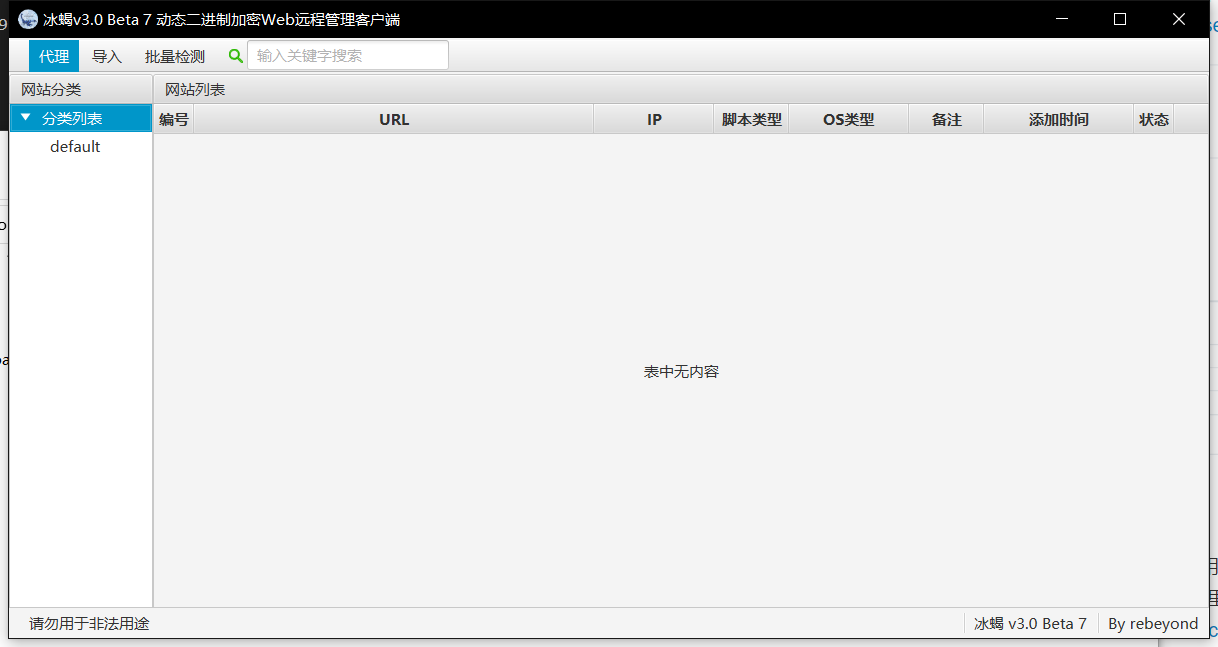 冰蝎v3.0 Beta 7 动态二进制加密Web远程管理客户端
代理 导入 批量检测 输入关键字搜索
网站分类 网站列表
分类列表 编号 URL IP 脚本类型 OS类型 备注 添加时间 状态
default
表中无内容
请勿用于非法用途 冰蝎 v3.0 Beta 7 By rebeyond